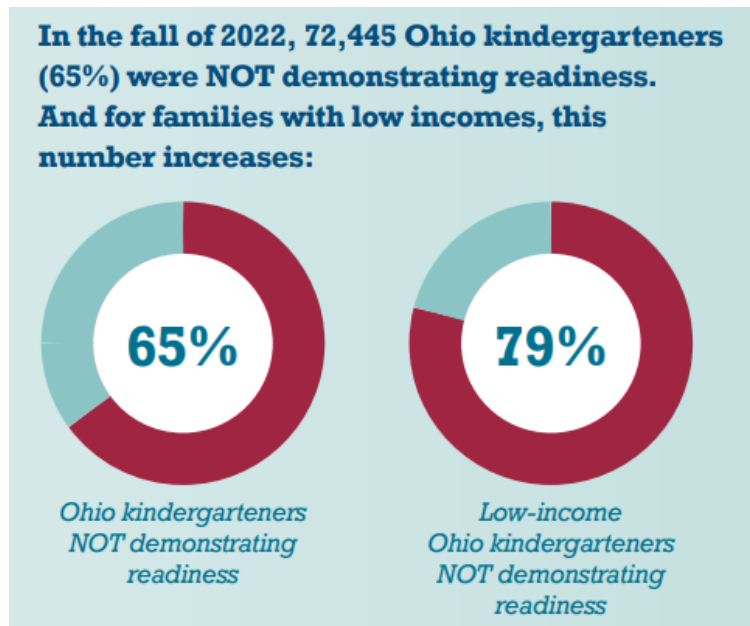 In the fall of 2022, 72,445 Ohio kindergarteners
(65%) were NOT demonstrating readiness.
And for families with low incomes, this
number increases:
65%
79%
Ohio kindergarteners
NOT demonstrating
readiness
Low-income
Ohio kindergarteners
NOT demonstrating
readiness